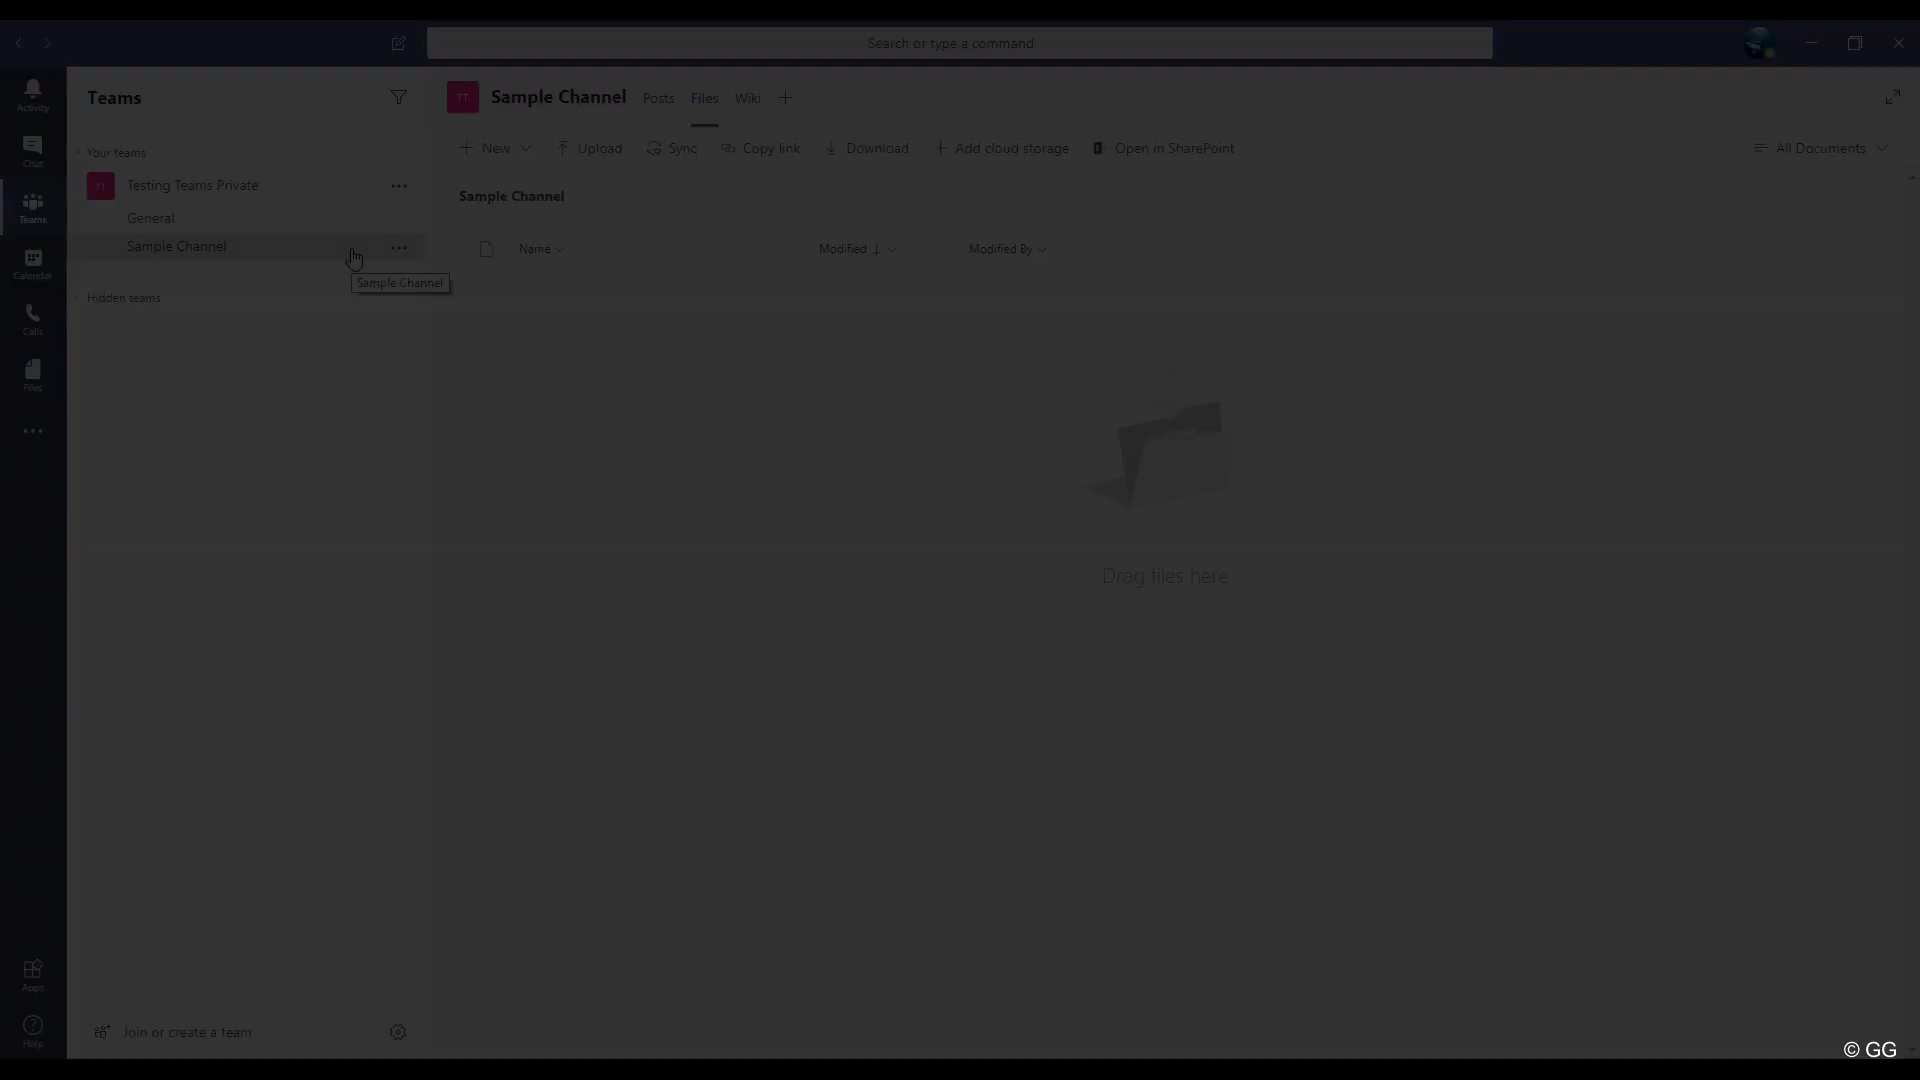 Search or type a command
Activity
Chat
Teams
Calendar
Calls
Files
Apps
Help
Teams
Your teams
TT Testing Teams Private
General
Sample Channel
Sample Channel
Hidden teams
Join or create a team
TT Sample Channel Posts Files Wiki
New Upload Sync Copy link Download Add cloud storage Open in SharePoint All Documents
Sample Channel
Name Modified Modified By
Drag files here
© GG